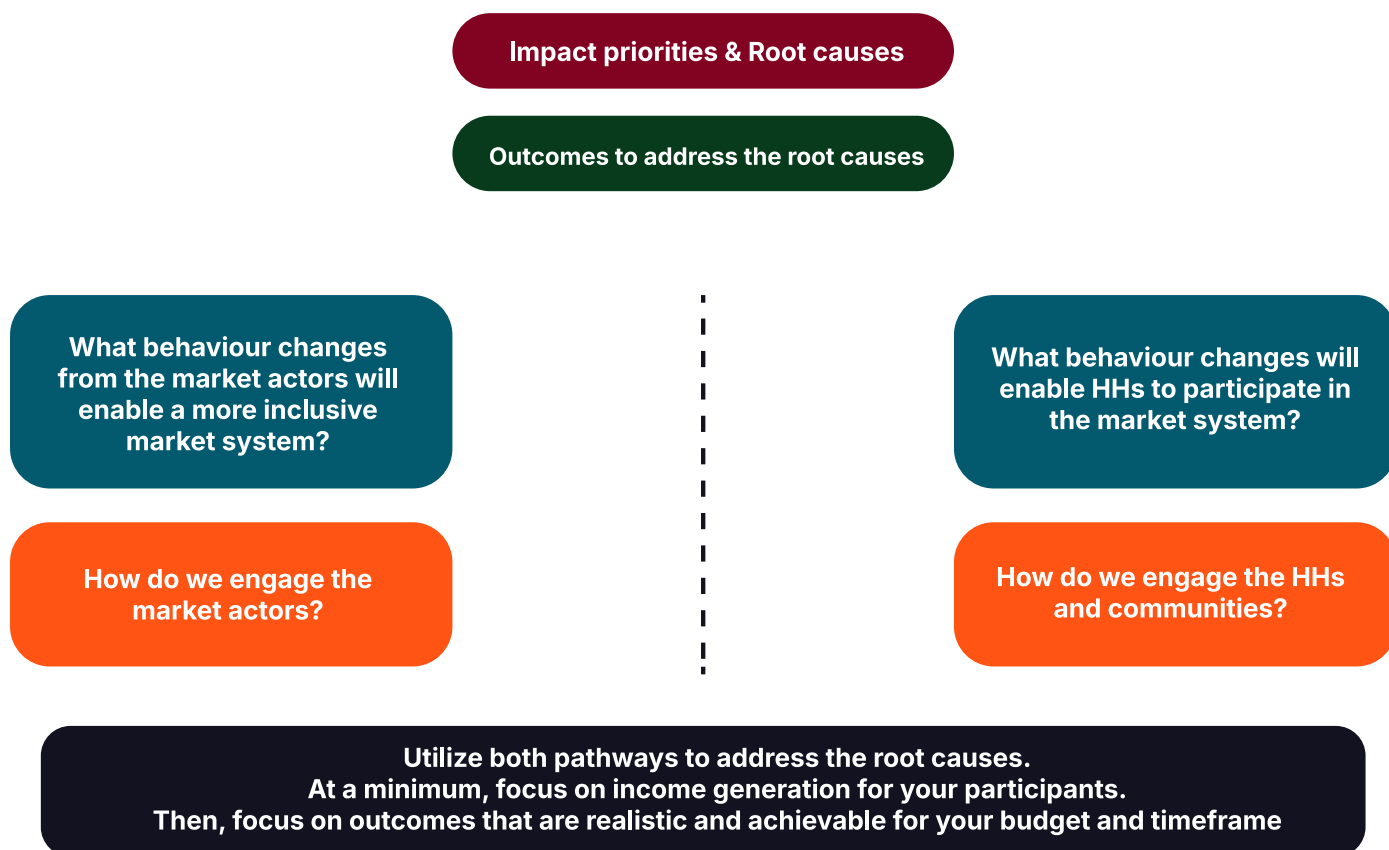 Impact priorities & Root causes
Outcomes to address the root causes
What behaviour changes
from the market actors will
enable a more inclusive
market system?
What behaviour changes will
enable HHs to participate in
the market system?
How do we engage the
market actors?
How do we engage the HHs
and communities?
Utilize both pathways to address the root causes.
At a minimum, focus on income generation for your participants.
Then, focus on outcomes that are realistic and achievable for your budget and timeframe